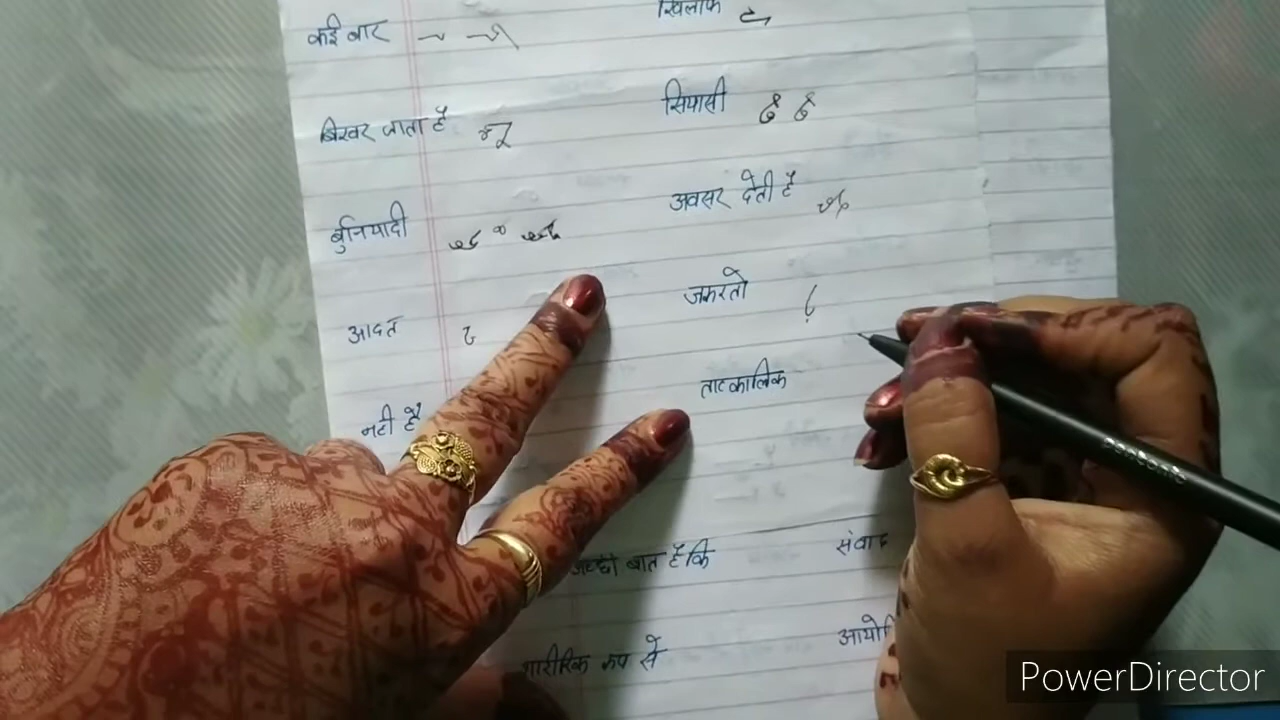 कई बार
खिलाफ
बिखर जाता है
सियासी
बुनियादी
अवसर देती है
आदत
जरूरतो
नही है
तात्कालिक
अच्छी बात है कि
संवाद
शारीरिक रूप से
PowerDirector